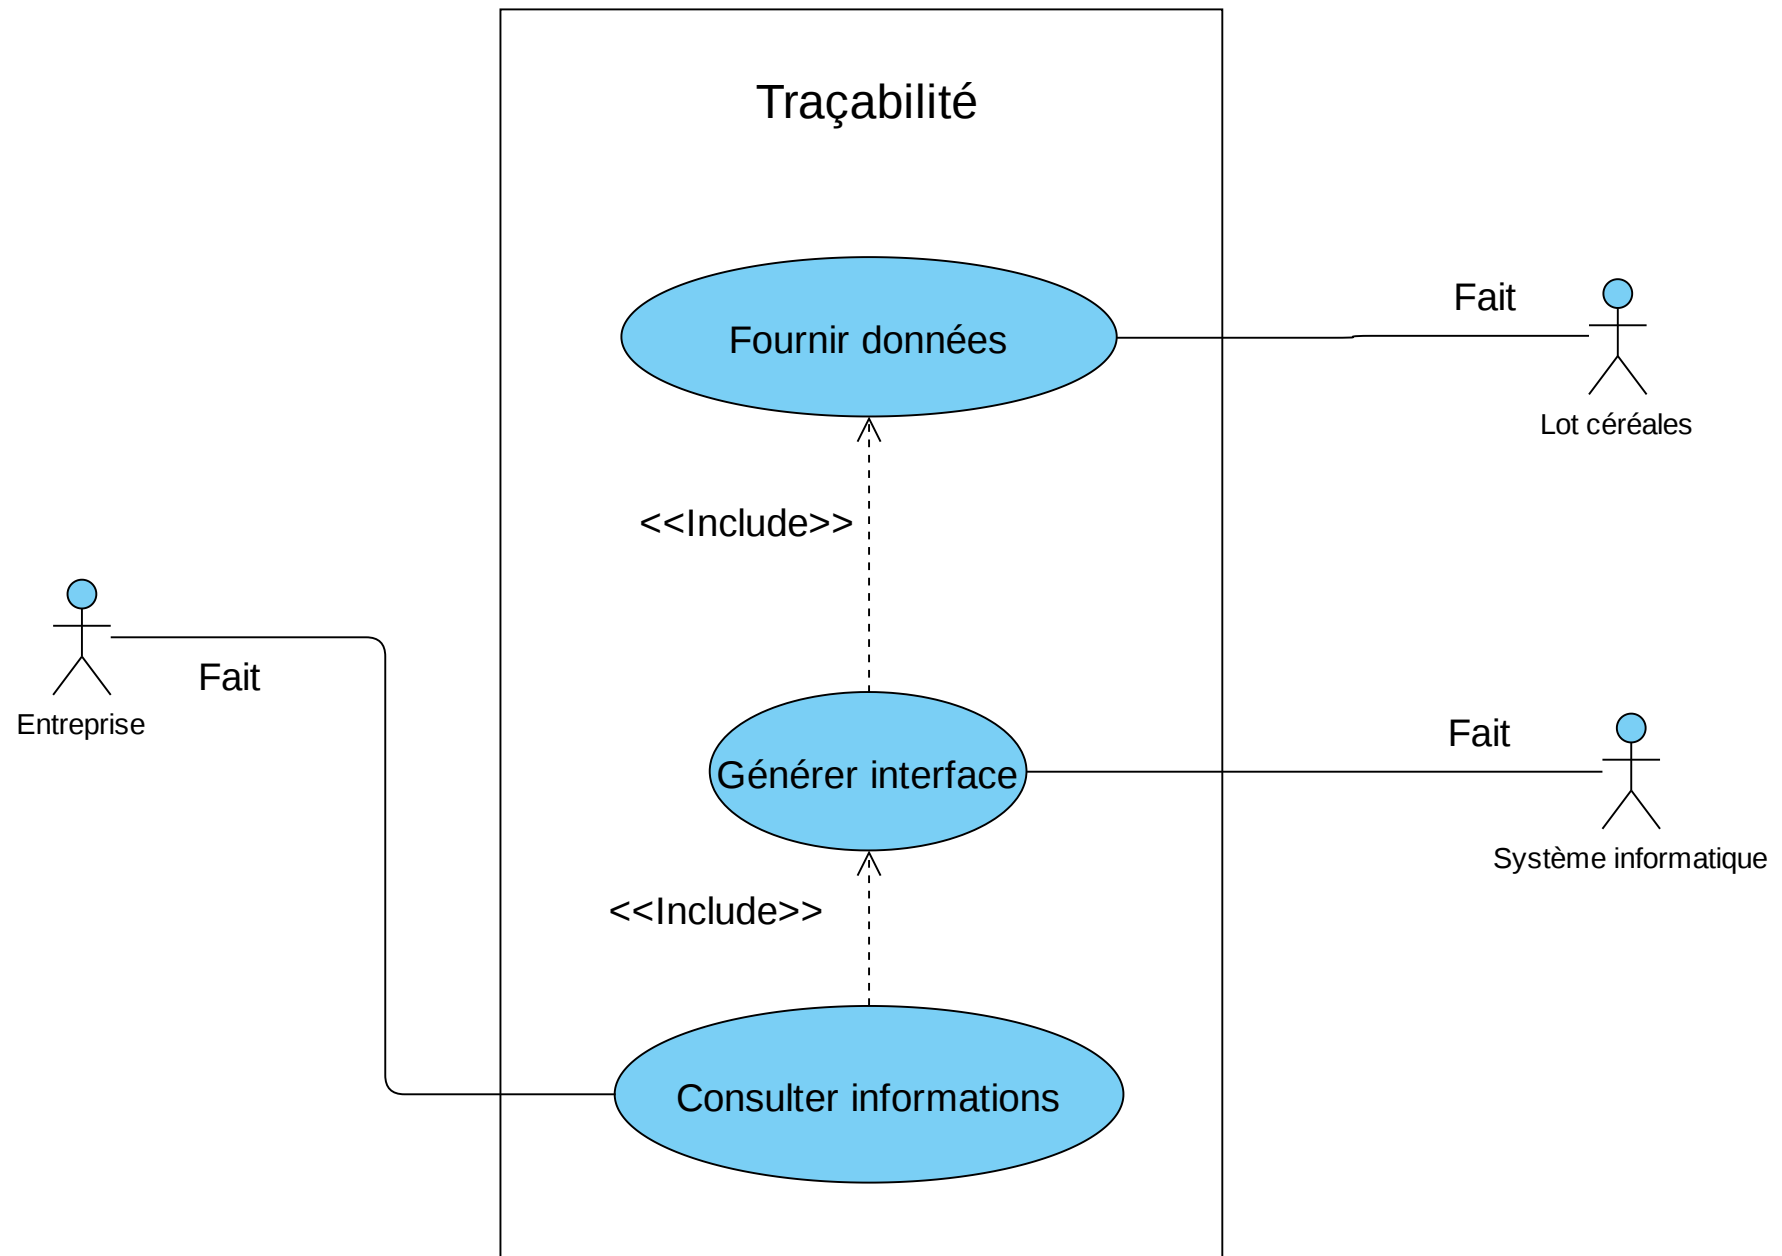 Traçabilité
Fait
Fournir données
Lot céréales
<<Include>>
Fait
Entreprise
Fait
Générer interface
Système informatique
<<Include>>
Consulter informations